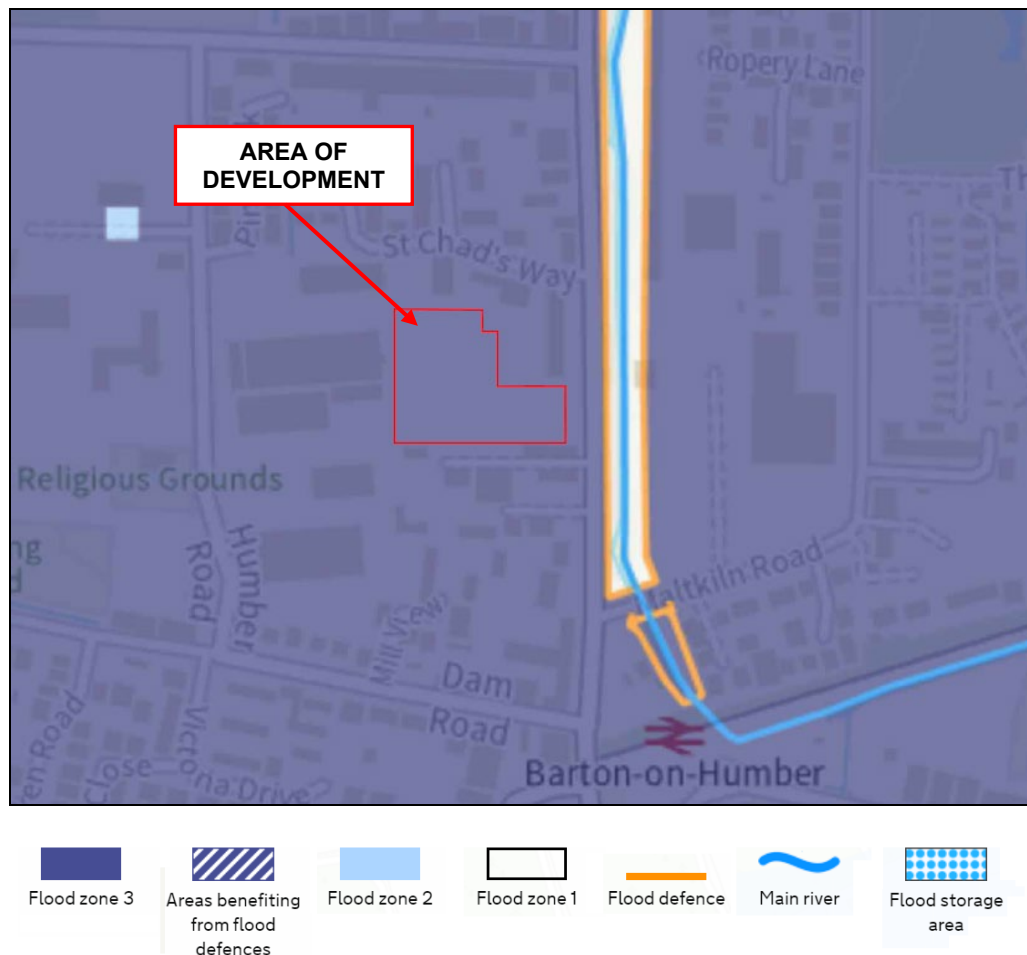 Ropery Lane
AREA OF
DEVELOPMENT
St Chad's Way
Religious Grounds
Humber
Road
Maltkiln Road
Mill View
Dam
Road
Victoria Drive
Close
Barton-on-Humber
Flood zone 3
Areas benefiting
from flood
defences
Flood zone 2
Flood zone 1
Flood defence
Main river
Flood storage
area